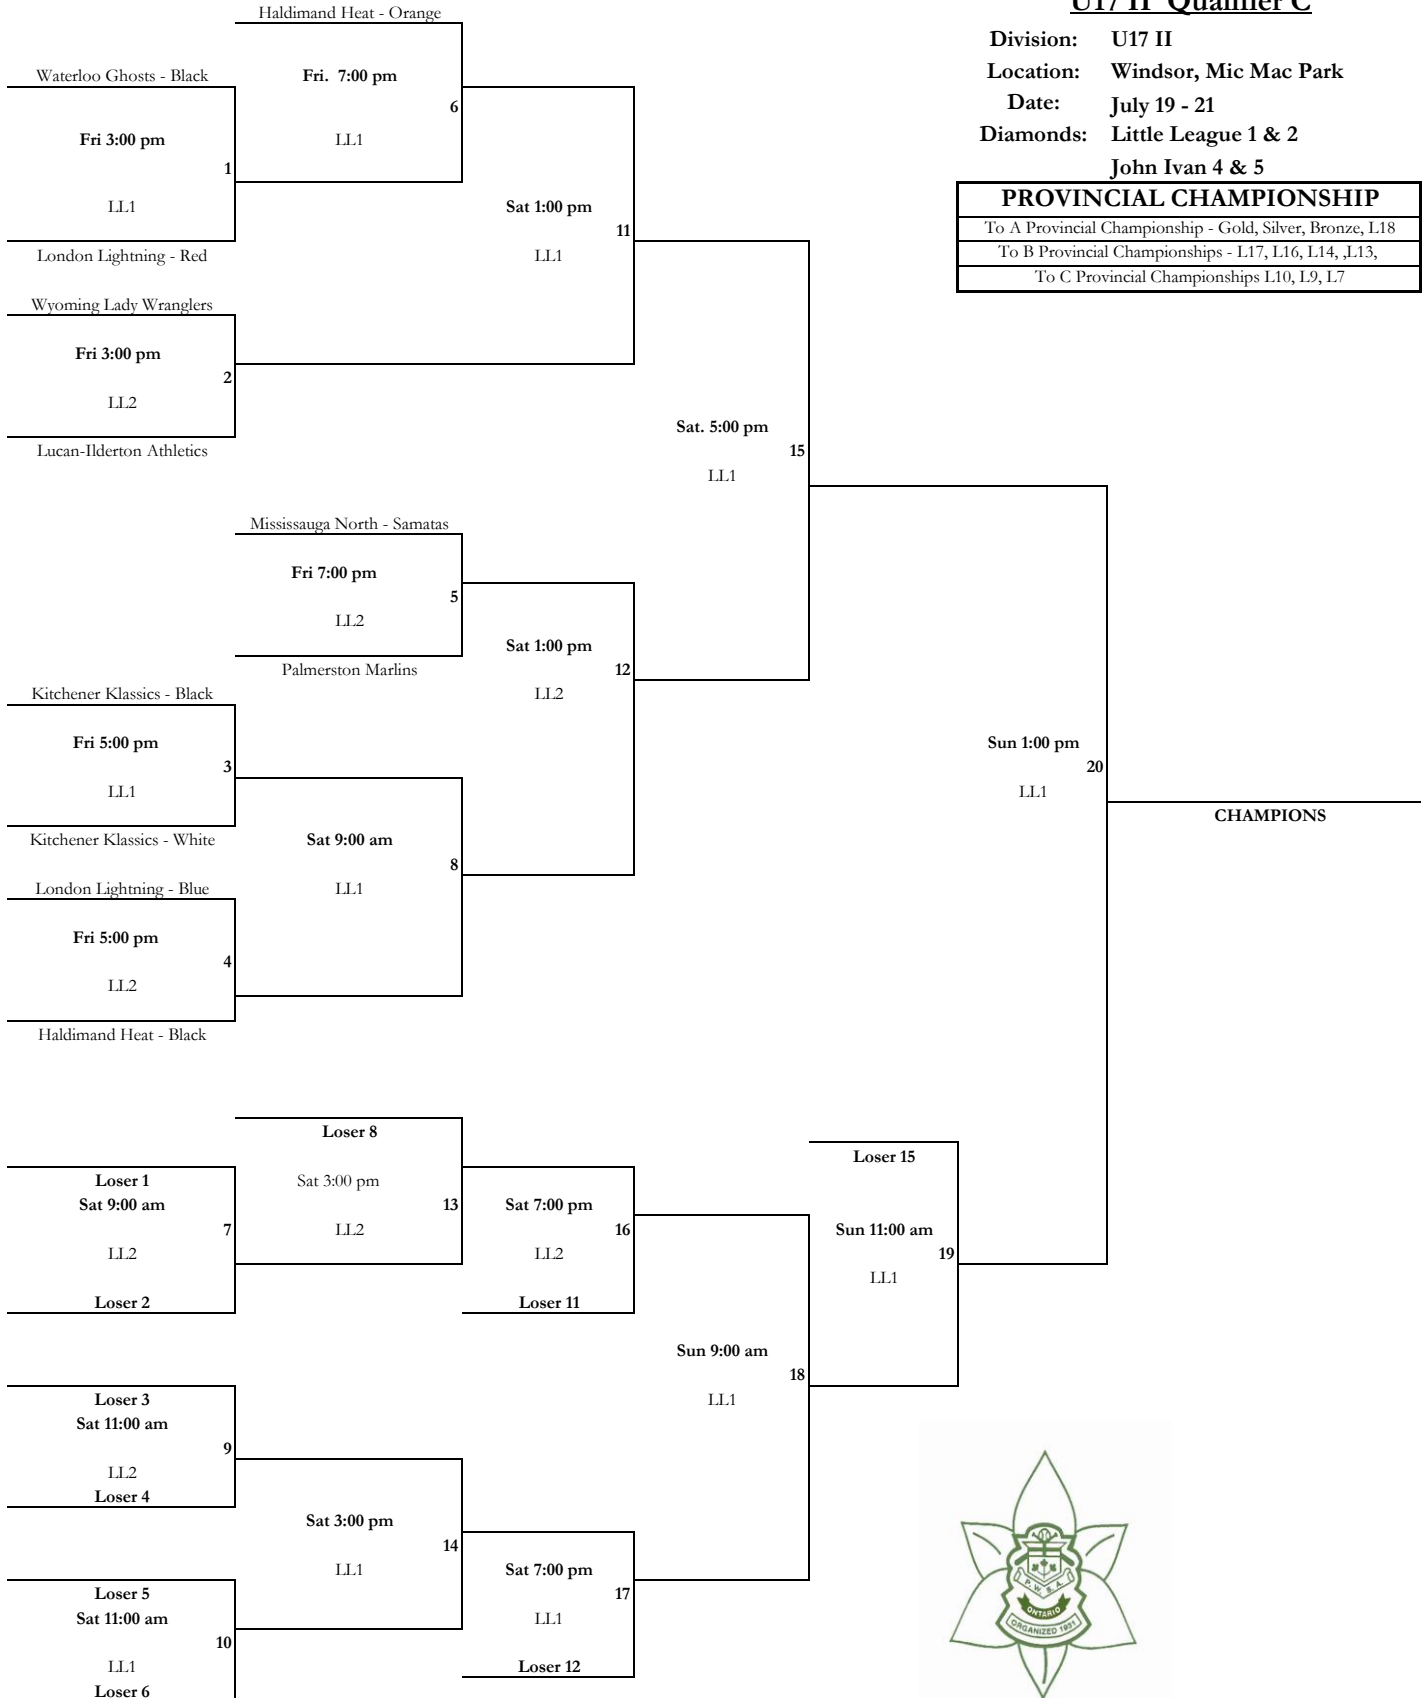 U17 II Qualifier C
Division: U17 II
Location: Windsor, Mic Mac Park
Date: July 19 - 21
Diamonds: Little League 1 & 2
John Ivan 4 & 5
PROVINCIAL CHAMPIONSHIP
To A Provincial Championship - Gold, Silver, Bronze, L18
To B Provincial Championships - L17, L16, L14, ,L13,
To C Provincial Championships L10, L9, L7
Haldimand Heat - Orange
Fri. 7:00 pm
6
LL1
Waterloo Ghosts - Black
Fri 3:00 pm
1
LL1
London Lightning - Red
Sat 1:00 pm
11
LL1
Wyoming Lady Wranglers
Fri 3:00 pm
2
LL2
Lucan-Ilderton Athletics
Sat. 5:00 pm
15
LL1
Mississauga North - Samatas
Fri 7:00 pm
5
LL2
Palmerston Marlins
Sat 1:00 pm
12
LL2
Kitchener Klassics - Black
Fri 5:00 pm
3
LL1
Kitchener Klassics - White
Sat 9:00 am
8
LL1
London Lightning - Blue
Fri 5:00 pm
4
LL2
Haldimand Heat - Black
Sun 1:00 pm
20
LL1
CHAMPIONS
Loser 8
Sat 3:00 pm
13
LL2
Loser 1
Sat 9:00 am
7
LL2
Loser 2
Sat 7:00 pm
16
LL2
Loser 11
Loser 15
Sun 11:00 am
19
LL1
Sun 9:00 am
18
LL1
Loser 3
Sat 11:00 am
9
LL2
Loser 4
Sat 3:00 pm
14
LL1
Loser 5
Sat 11:00 am
10
LL1
Loser 6
Sat 7:00 pm
17
LL1
Loser 12
P. W. S. A.
ONTARIO
ORGANIZED 1931